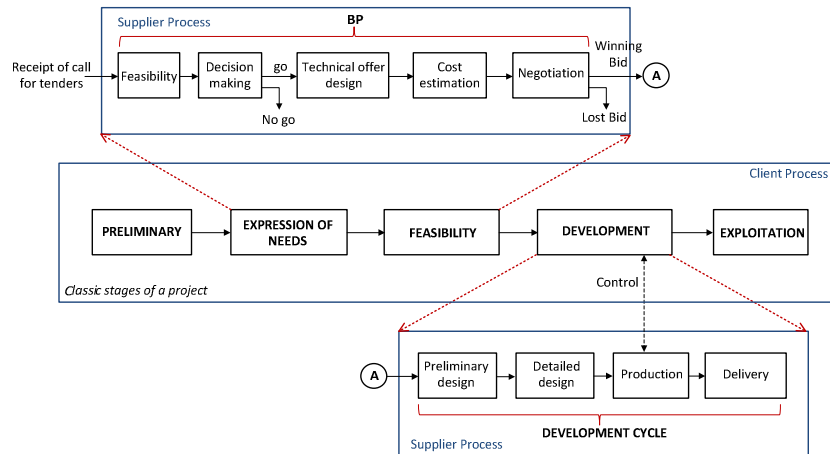 Supplier Process
BP
Receipt of call
for tenders
Feasibility
Decision
making
go
No go
Technical offer
design
Cost
estimation
Negotiation
Winning
Bid
A
Lost Bid
Client Process
PRELIMINARY
EXPRESSION OF
NEEDS
FEASIBILITY
DEVELOPMENT
EXPLOITATION
Classic stages of a project
Control
A
Preliminary
design
Detailed
design
Production
Delivery
DEVELOPMENT CYCLE
Supplier Process